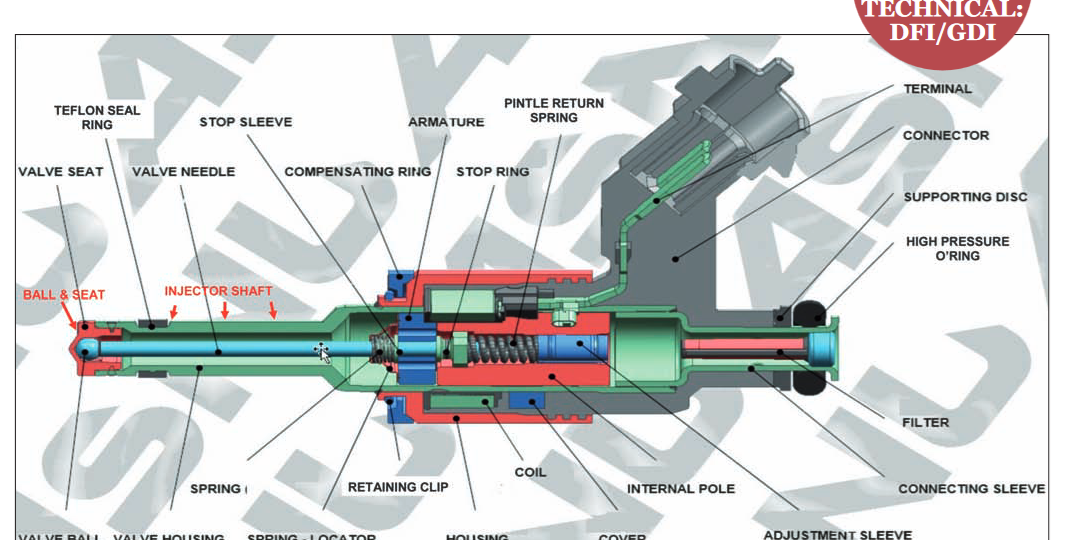 TECHNICAL:
DFI/GDI
TERMINAL
PINTLE RETURN
SPRING
TEFLON SEAL
RING
STOP SLEEVE
ARMATURE
CONNECTOR
VALVE SEAT
VALVE NEEDLE
COMPENSATING RING
STOP RING
SUPPORTING DISC
HIGH PRESSURE
O'RING
BALL & SEAT
INJECTOR SHAFT
FILTER
COIL
SPRING (
RETAINING CLIP
INTERNAL POLE
CONNECTING SLEEVE
VALVE BALL
VALVE HOUSING
SPRING - LOCATOR
HOUSING
COVER
ADJUSTMENT SLEEVE